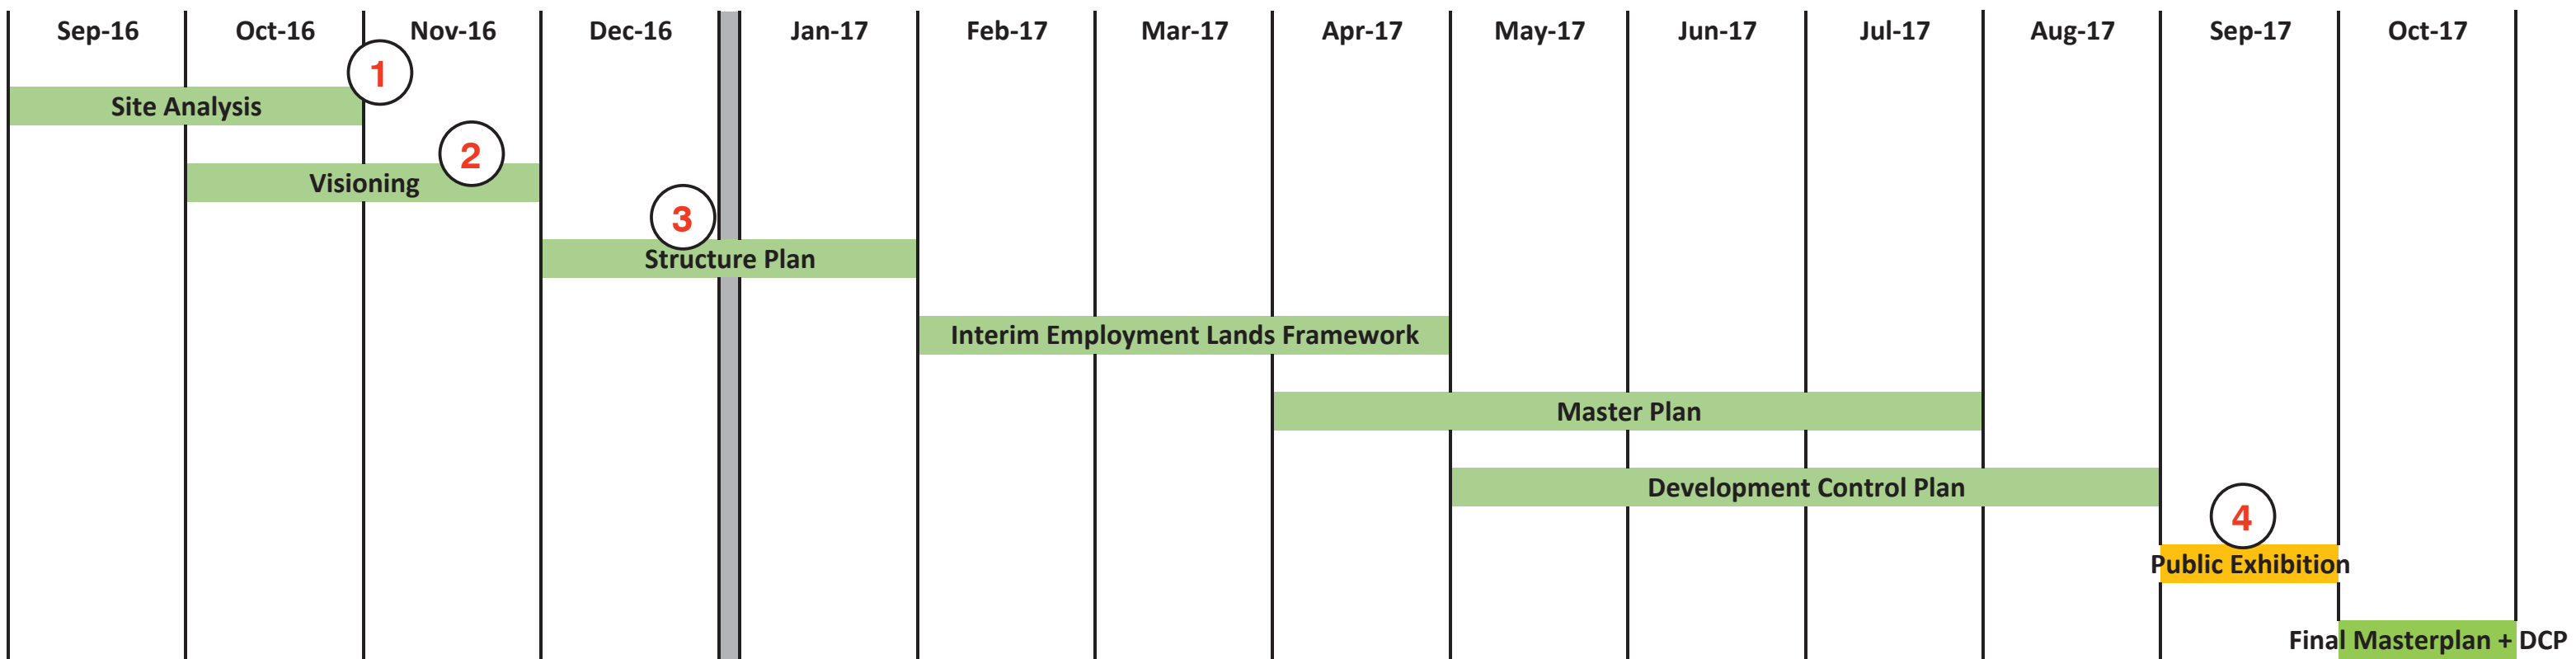 Sep-16 Oct-16 Nov-16 Dec-16 Jan-17 Feb-17 Mar-17 Apr-17 May-17 Jun-17 Jul-17 Aug-17 Sep-17 Oct-17
1
Site Analysis
2
Visioning
3
Structure Plan
Interim Employment Lands Framework
Master Plan
Development Control Plan
4
Public Exhibition
Final Masterplan + DCP